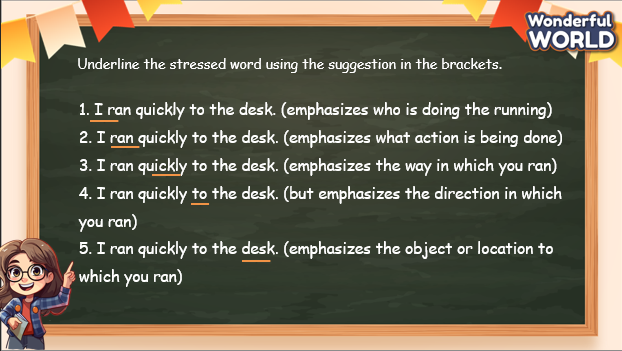 Wonderful
WORLD
Underline the stressed word using the suggestion in the brackets.
1. I ran quickly to the desk. (emphasizes who is doing the running)
2. I ran quickly to the desk. (emphasizes what action is being done)
3. I ran quickly to the desk. (emphasizes the way in which you ran)
4. I ran quickly to the desk. (but emphasizes the direction in which
you ran)
5. I ran quickly to the desk. (emphasizes the object or location to
which you ran)